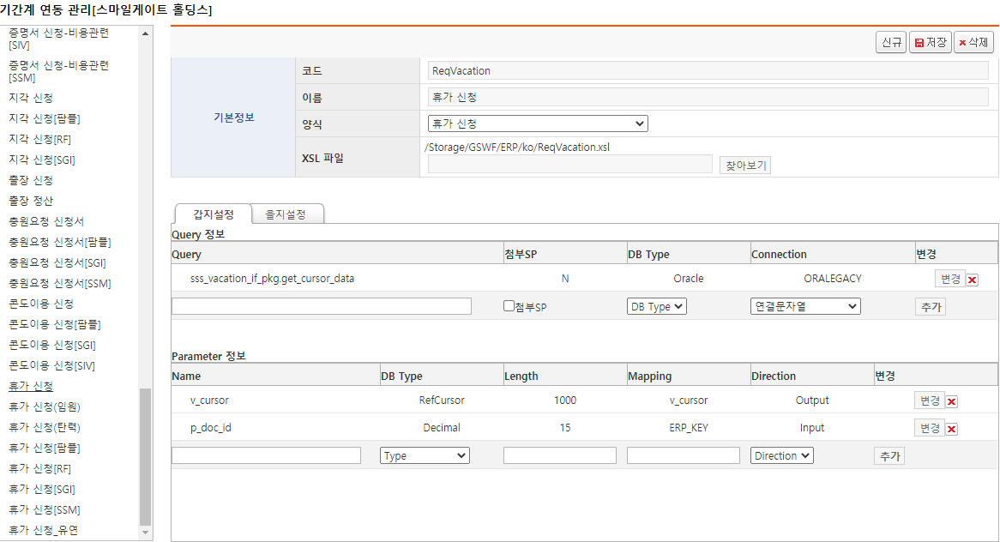 기간계 연동 관리[스마일게이트 홀딩스]
증명서 신청-비용관련
[SIV]
증명서 신청-비용관련
[SSM]
지각 신청
지각 신청[팜플]
지각 신청[RF]
지각 신청[SGI]
출장 신청
출장 정산
충원요청 신청서
충원요청 신청서[팜플]
충원요청 신청서[SGI]
충원요청 신청서[SSM]
콘도이용 신청
콘도이용 신청[팜플]
콘도이용 신청[SGI]
콘도이용 신청[SIV]
휴가 신청
휴가 신청(임원)
휴가 신청(탄력)
휴가 신청[팜플]
휴가 신청[RF]
휴가 신청[SGI]
휴가 신청[SSM]
휴가 신청_유연
신규 저장 삭제
기본정보
코드 ReqVacation
이름 휴가 신청
양식 휴가 신청
XSL 파일 /Storage/GSWF/ERP/ko/ReqVacation.xsl
찾아보기
갑지설정 을지설정
Query 정보
Query 첨부SP DB Type Connection 변경
sss_vacation_if_pkg.get_cursor_data N Oracle ORALEGACY 변경
첨부SP DB Type 연결문자열 추가
Parameter 정보
Name DB Type Length Mapping Direction 변경
v_cursor RefCursor 1000 v_cursor Output 변경
p_doc_id Decimal 15 ERP_KEY Input 변경
Type Direction 추가